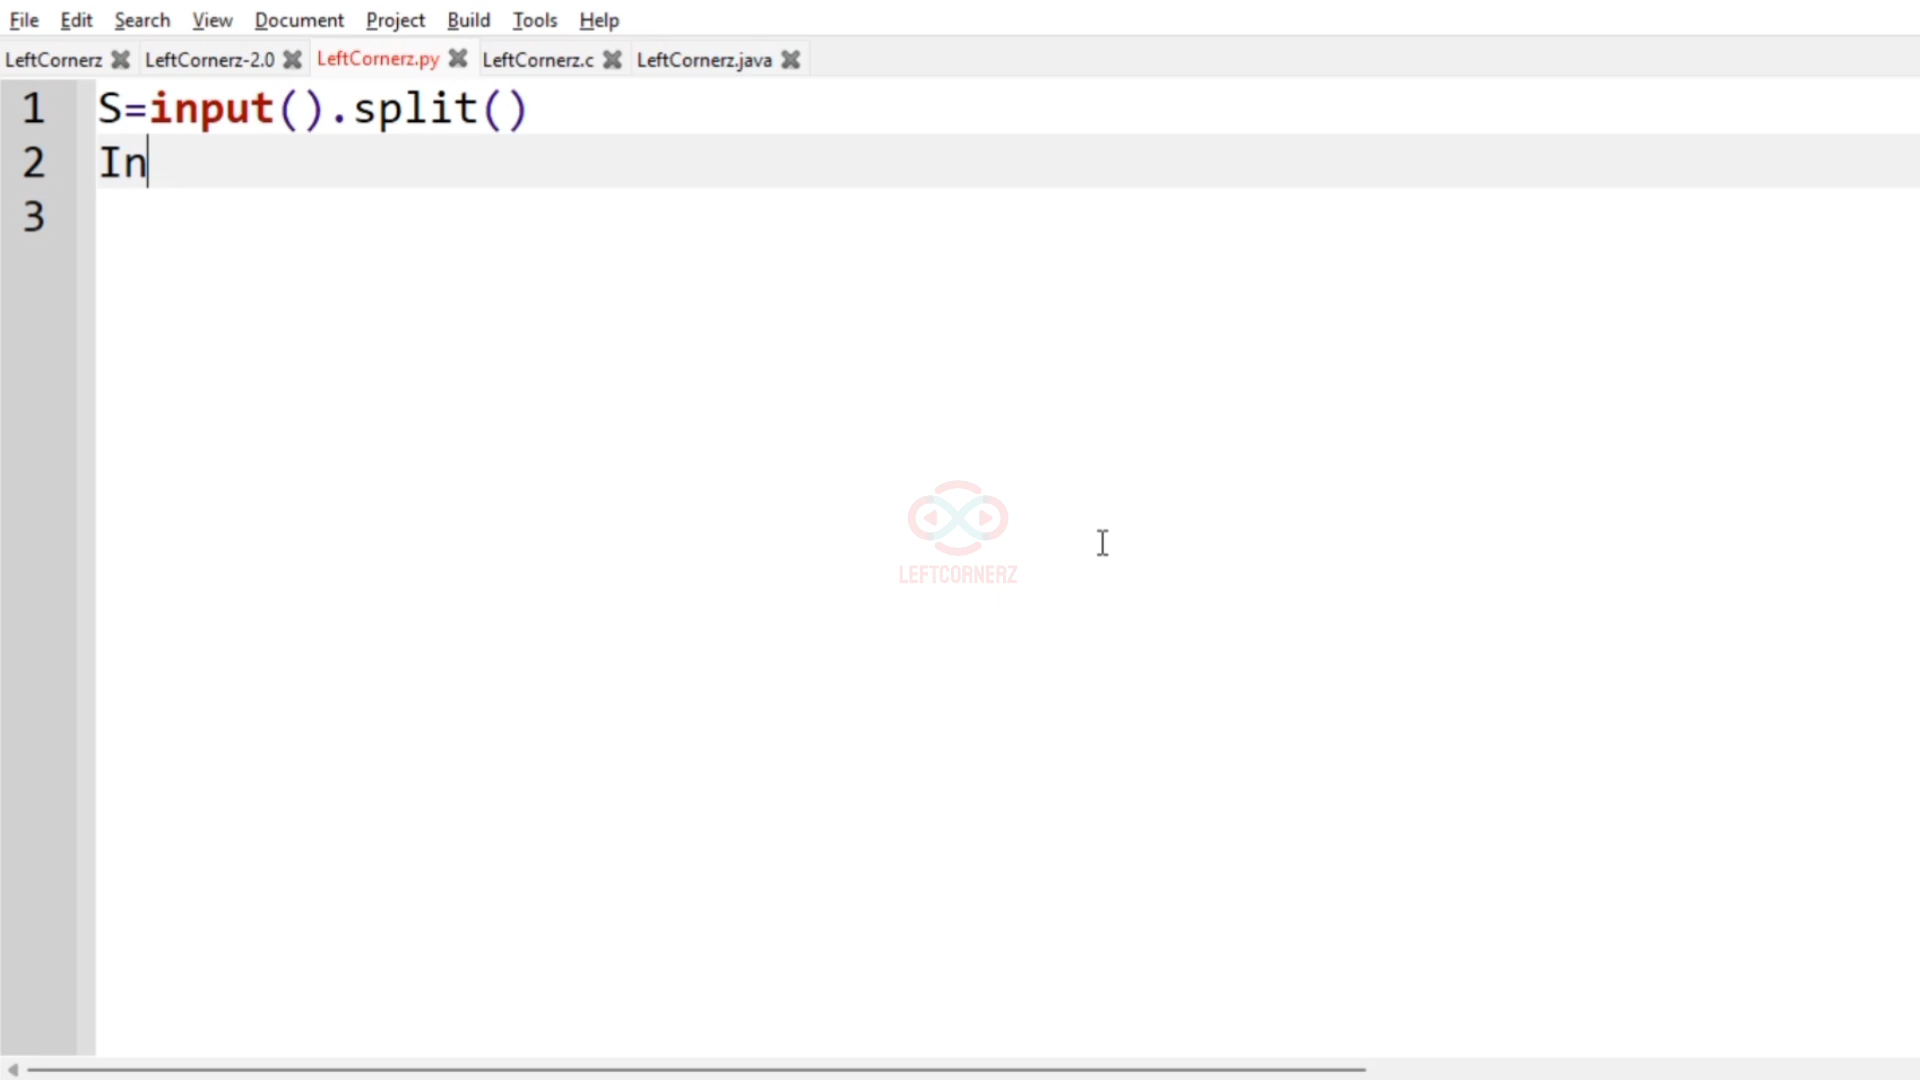 File Edit Search View Document Project Build Tools Help
LeftCornerz LeftCornerz-2.0 LeftCornerz.py LeftCornerz.c LeftCornerz.java
1 S=input().split()
2 In
3
LEFTCORNERZ